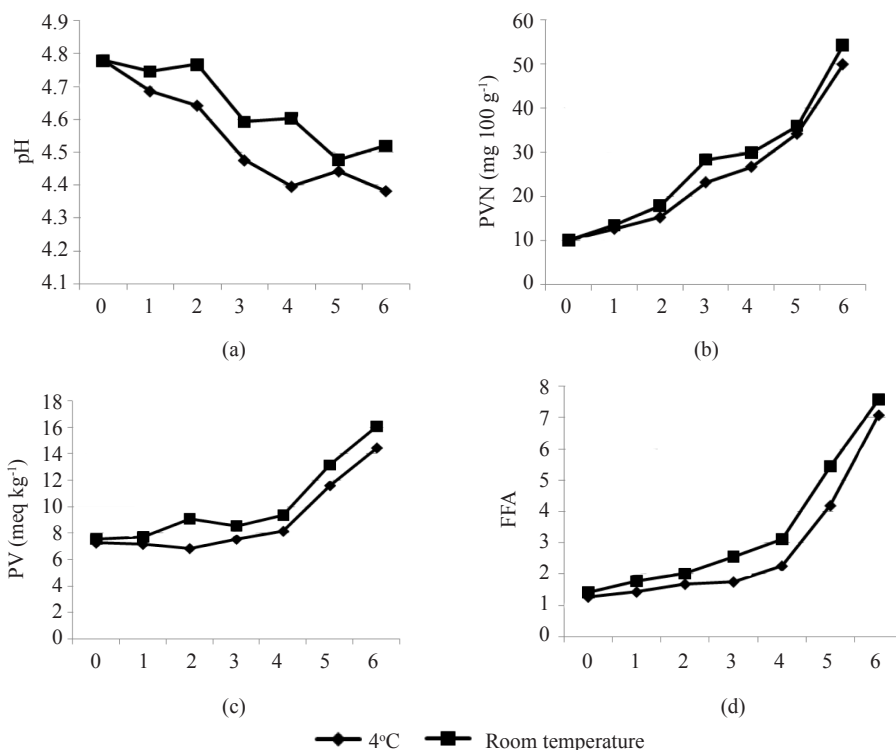 4.9
4.8
4.7
4.6
4.5
4.4
4.3
4.2
4.1
pH
0 1 2 3 4 5 6
(a)
60
50
40
30
20
10
0
PVN (mg 100 g⁻¹)
0 1 2 3 4 5 6
(b)
18
16
14
12
10
8
6
4
2
0
PV (meq kg⁻¹)
0 1 2 3 4 5 6
(c)
8
7
6
5
4
3
2
1
0
FFA
0 1 2 3 4 5 6
(d)
4°C Room temperature